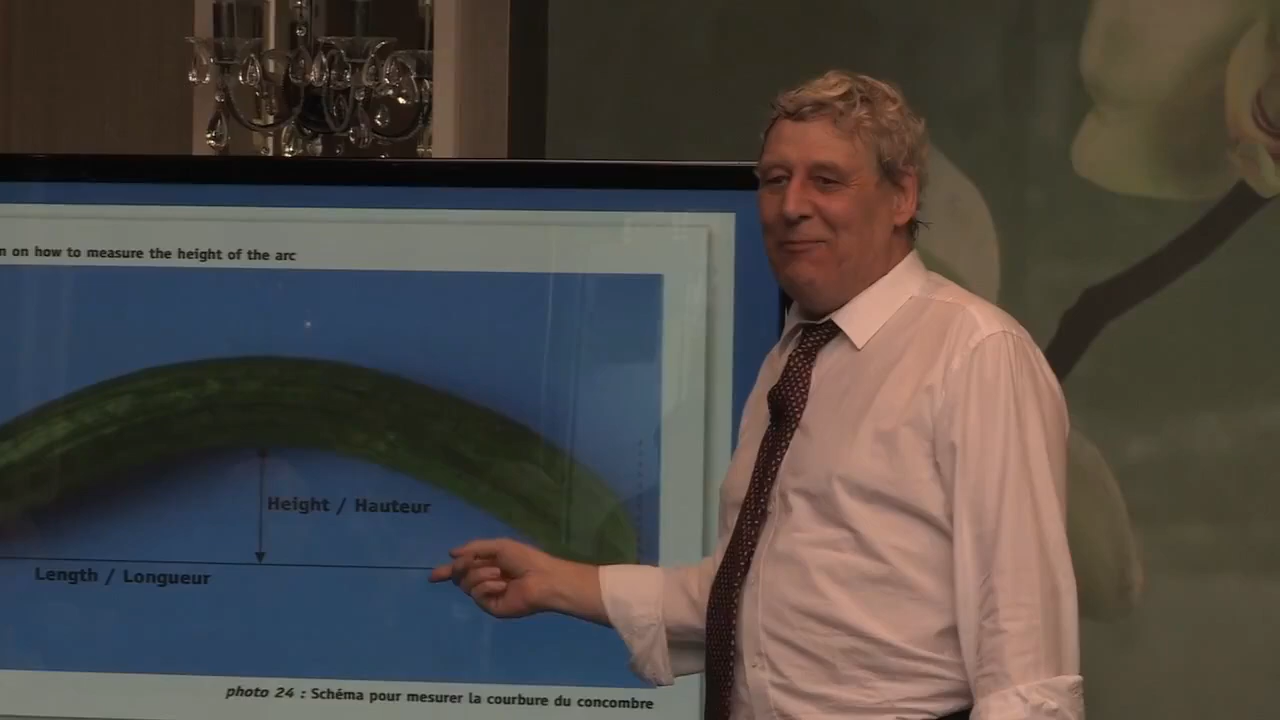 on how to measure the height of the arc
Height / Hauteur
Length / Longueur
photo 24 : Schéma pour mesurer la courbure du concombre